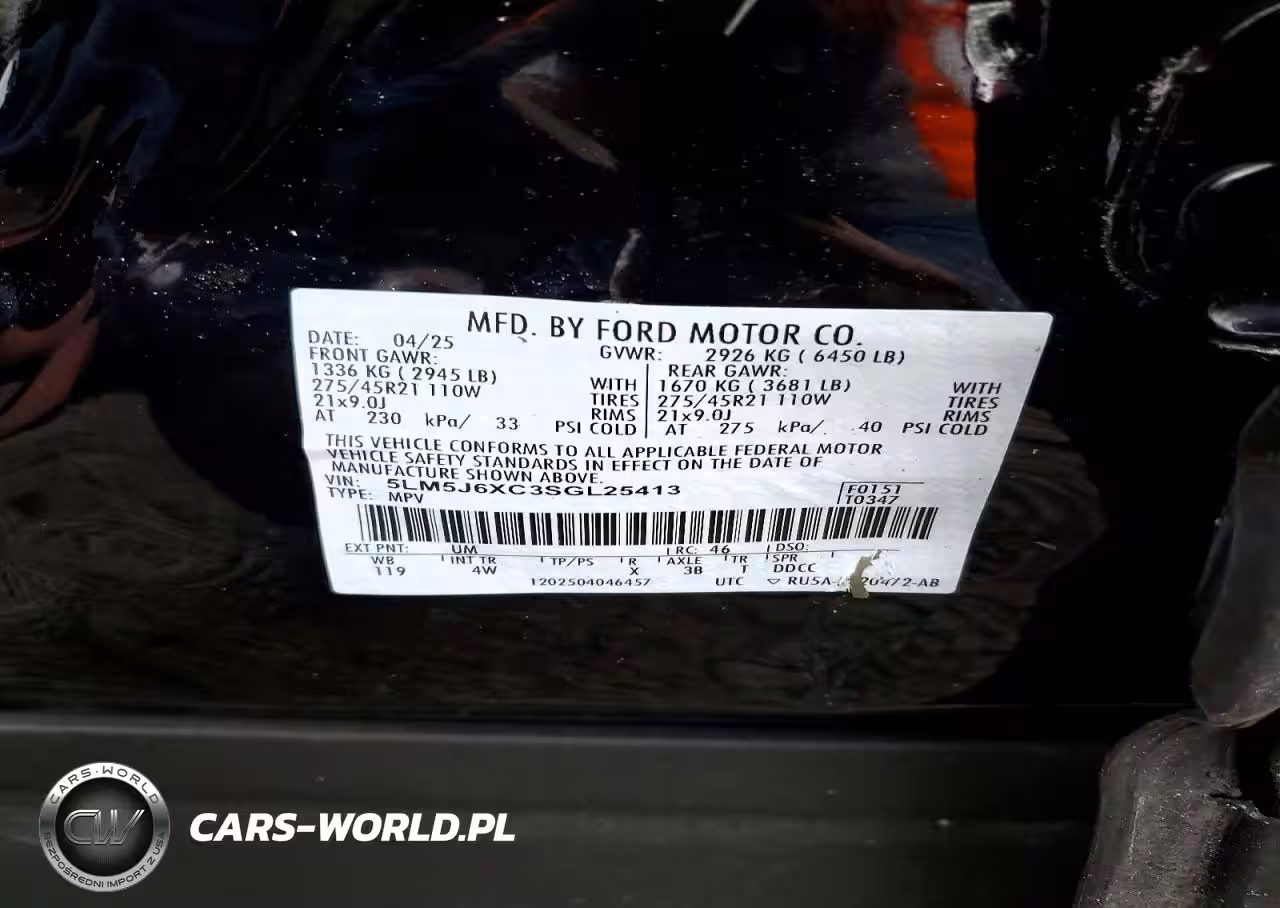 MFD. BY FORD MOTOR CO.
DATE: 04/25 GVWR: 2926 KG ( 6450 LB)
FRONT GAWR: REAR GAWR:
1336 KG ( 2945 LB) WITH 1670 KG ( 3681 LB) WITH
275/45R21 110W TIRES 275/45R21 110W TIRES
21x9.0J RIMS 21x9.0J RIMS
AT 230 kPa/ 33 PSI COLD AT 275 kPa/ 40 PSI COLD
THIS VEHICLE CONFORMS TO ALL APPLICABLE FEDERAL MOTOR
VEHICLE SAFETY STANDARDS IN EFFECT ON THE DATE OF
MANUFACTURE SHOWN ABOVE.
VIN: 5LM5J6XC3SGL25413 F0151
TYPE: MPV T0347
EXT PNT: UM RC: 46 DSO:
WB INT TR TP/PS R AXLE TR SPR
119 4W X 3B T DDCC
1202504046457 UTC ▽ RU5A-
CARS-WORLD
CW
BEZPOŚREDNI IMPORT Z USA
CARS-WORLD.PL